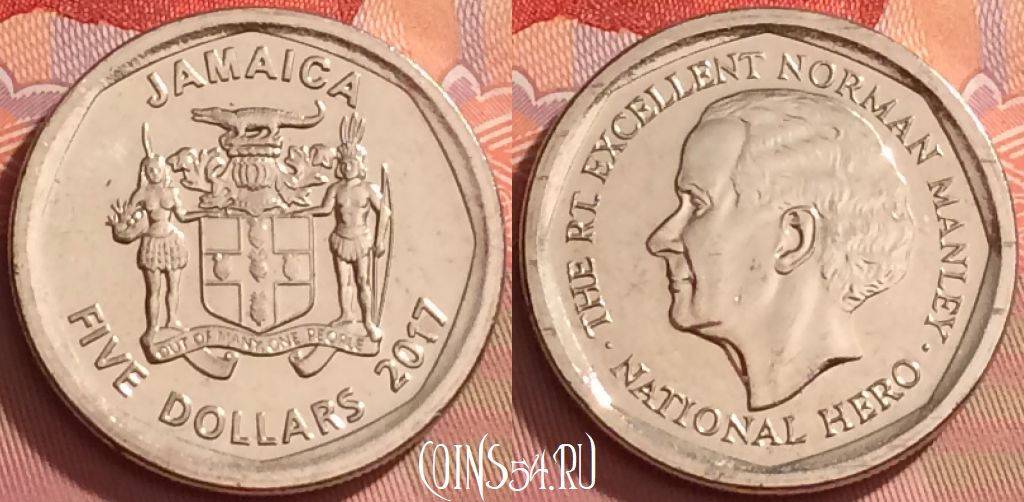 JAMAICA
OUT OF MANY, ONE PEOPLE
FIVE DOLLARS 2017
· THE RT. EXCELLENT NORMAN MANLEY ·
NATIONAL HERO
COINS54.RU